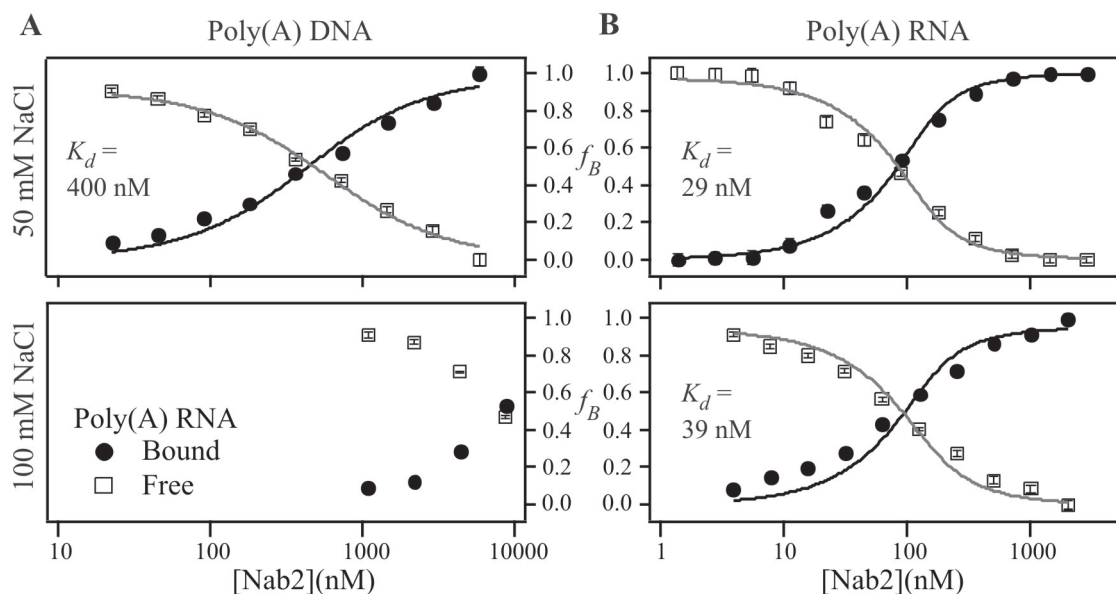 A
Poly(A) DNA
B
Poly(A) RNA
50 mM NaCl
K_d =
400 nM
1.0
0.8
0.6
0.4
0.2
0.0
f_B
K_d =
29 nM
1.0
0.8
0.6
0.4
0.2
0.0
100 mM NaCl
Poly(A) RNA
Bound
Free
1.0
0.8
0.6
0.4
0.2
0.0
f_B
K_d =
39 nM
1.0
0.8
0.6
0.4
0.2
0.0
10 100 1000 10000
[Nab2](nM)
1 10 100 1000
[Nab2](nM)